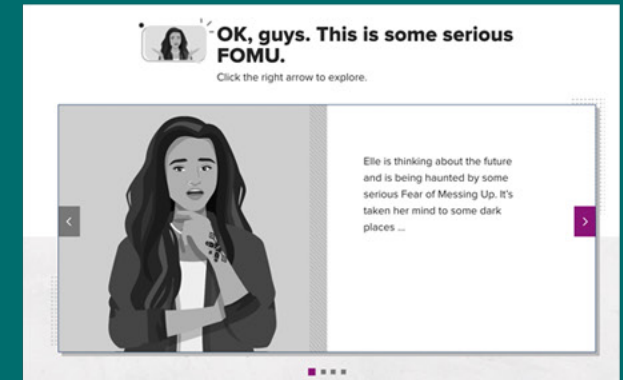 OK, guys. This is some serious
FOMU.
Click the right arrow to explore.
Elle is thinking about the future
and is being haunted by some
serious Fear of Messing Up. It's
taken her mind to some dark
places ...